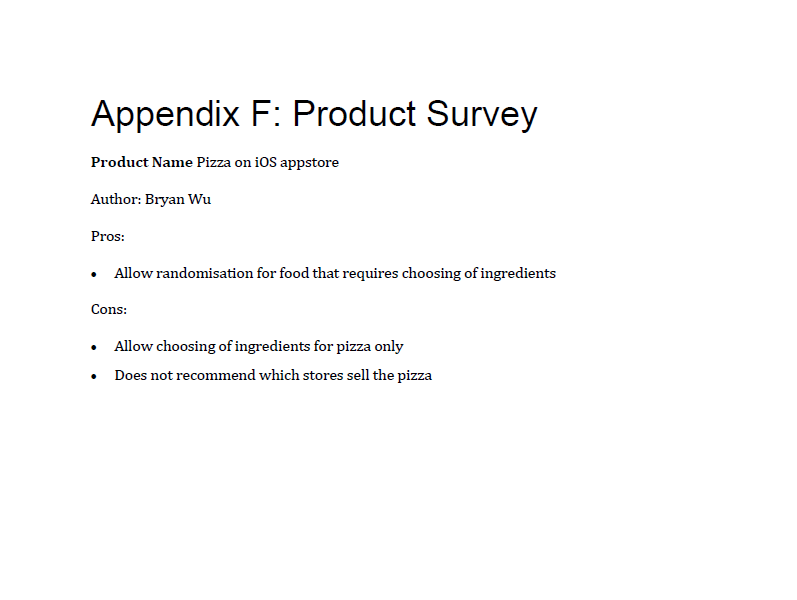 Appendix F: Product Survey
Product Name Pizza on iOS appstore
Author: Bryan Wu
Pros:
• Allow randomisation for food that requires choosing of ingredients
Cons:
• Allow choosing of ingredients for pizza only
• Does not recommend which stores sell the pizza